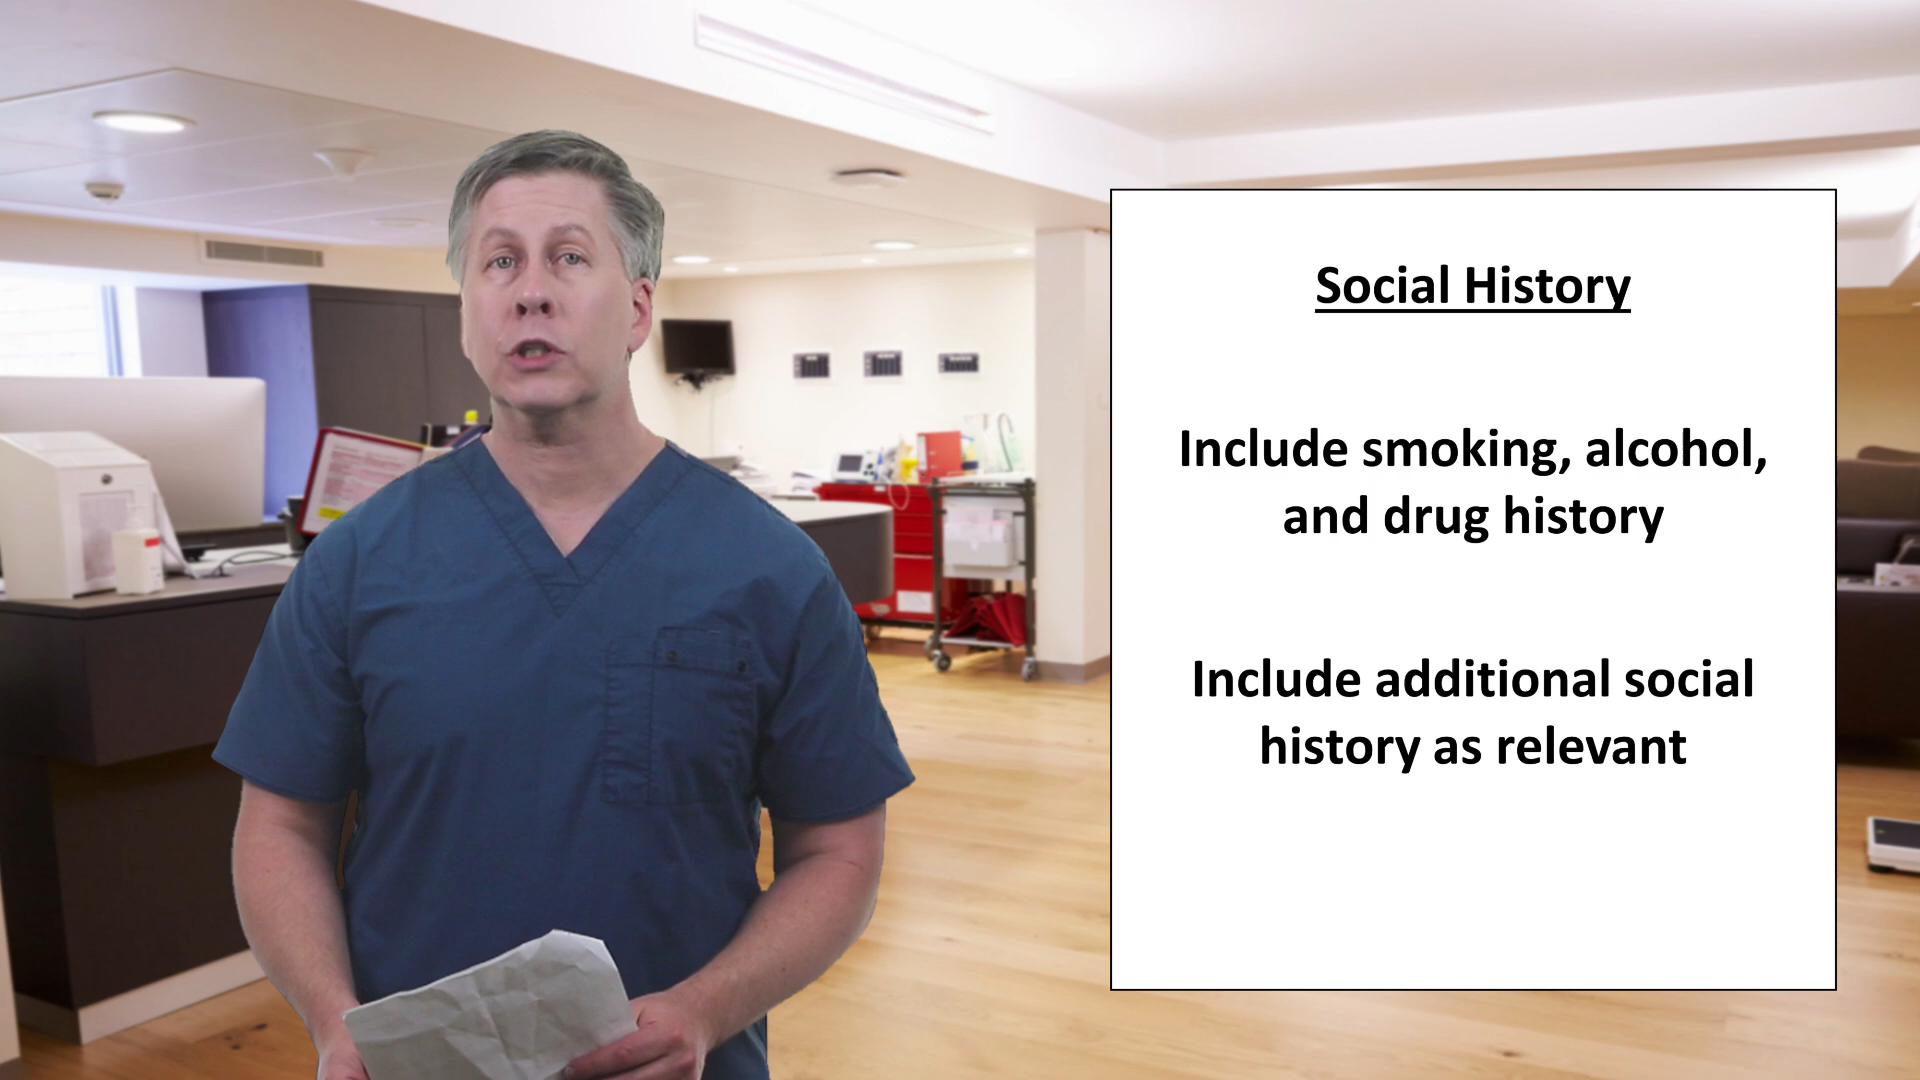 Social History
Include smoking, alcohol,
and drug history
Include additional social
history as relevant